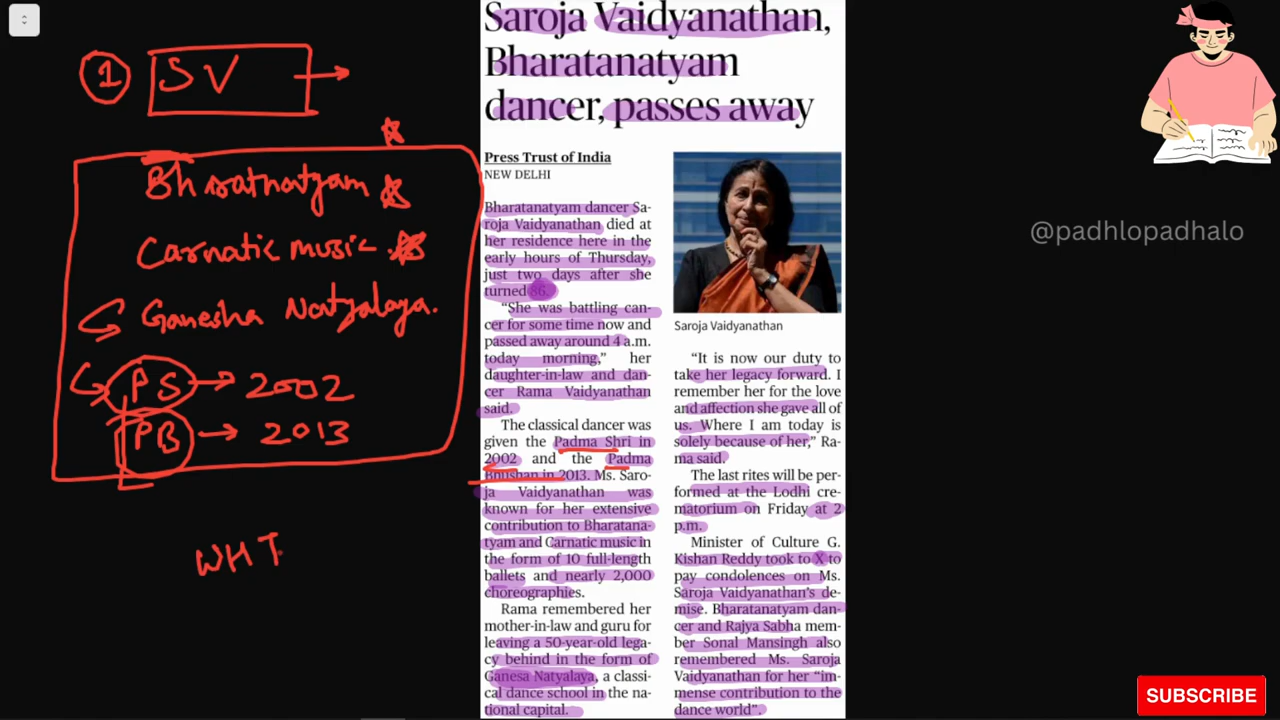 1 SV
Bharatnatyam
Carnatic music
Ganesha Natyalaya.
PS → 2002
PB → 2013
WHT
Saroja Vaidyanathan,
Bharatanatyam
dancer, passes away
Press Trust of India
NEW DELHI
Bharatanatyam dancer Sa-
roja Vaidyanathan died at
her residence here in the
early hours of Thursday,
just two days after she
turned 86.
“She was battling can-
cer for some time now and
passed away around 4 a.m.
today morning,” her
daughter-in-law and dan-
cer Rama Vaidyanathan
said.
The classical dancer was
given the Padma Shri in
2002 and the Padma
Bhushan in 2013. Ms. Saro-
ja Vaidyanathan was
known for her extensive
contribution to Bharatana-
tyam and Carnatic music in
the form of 10 full-length
ballets and nearly 2,000
choreographies.
Rama remembered her
mother-in-law and guru for
leaving a 50-year-old lega-
cy behind in the form of
Ganesa Natyalaya, a classi-
cal dance school in the na-
tional capital.
Saroja Vaidyanathan
“It is now our duty to
take her legacy forward. I
remember her for the love
and affection she gave all of
us. Where I am today is
solely because of her,” Ra-
ma said.
The last rites will be per-
formed at the Lodhi cre-
matorium on Friday at 2
p.m.
Minister of Culture G.
Kishan Reddy took to X to
pay condolences on Ms.
Saroja Vaidyanathan’s de-
mise. Bharatanatyam dan-
cer and Rajya Sabha mem-
ber Sonal Mansingh also
remembered Ms. Saroja
Vaidyanathan for her “im-
mense contribution to the
dance world”.
@padhlopadhalo
SUBSCRIBE